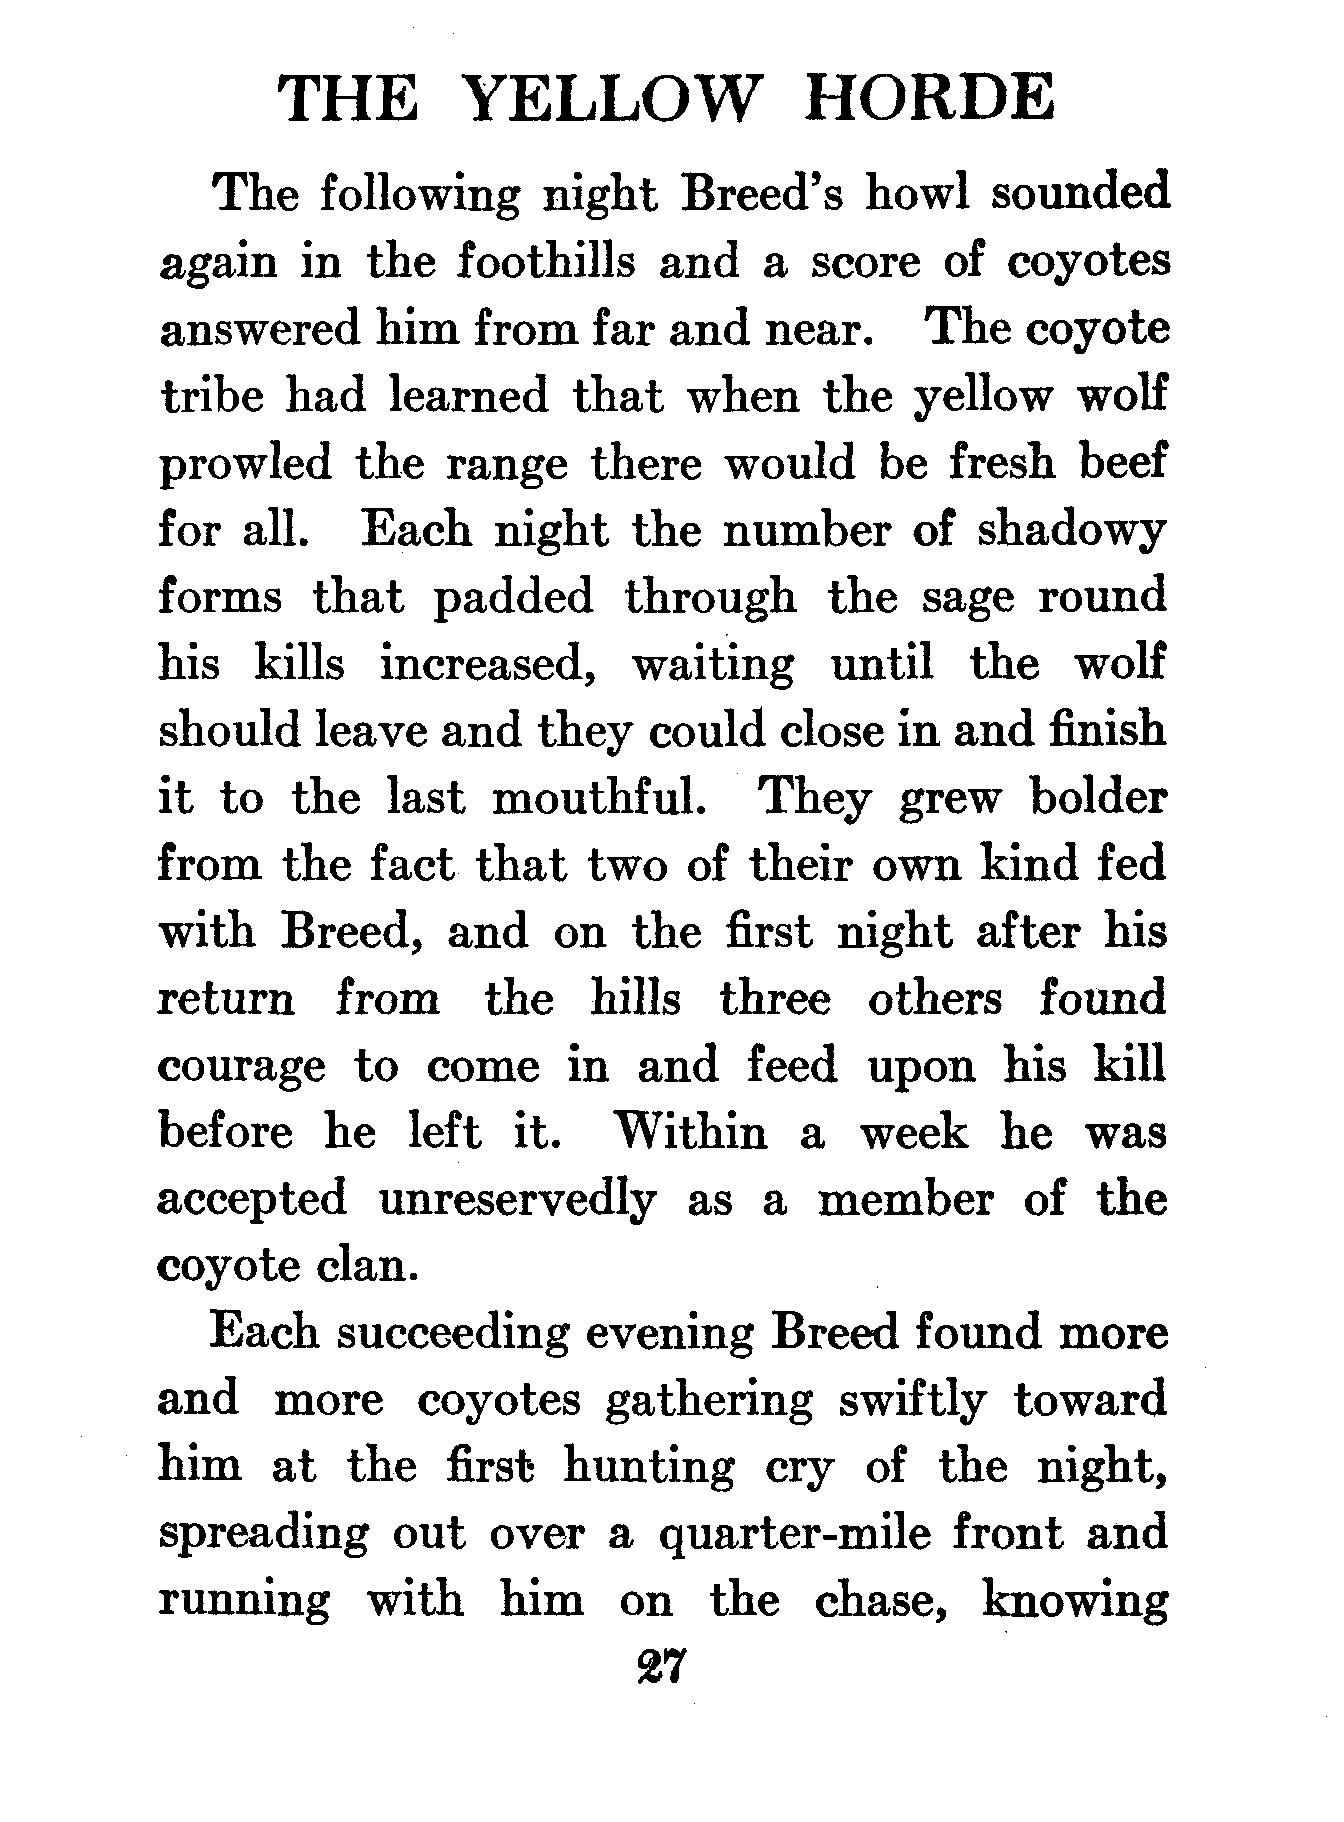 THE YELLOW HORDE
The following night Breed's howl sounded
again in the foothills and a score of coyotes
answered him from far and near. The coyote
tribe had learned that when the yellow wolf
prowled the range there would be fresh beef
for all. Each night the number of shadowy
forms that padded through the sage round
his kills increased, waiting until the wolf
should leave and they could close in and finish
it to the last mouthful. They grew bolder
from the fact that two of their own kind fed
with Breed, and on the first night after his
return from the hills three others found
courage to come in and feed upon his kill
before he left it. Within a week he was
accepted unreservedly as a member of the
coyote clan.
Each succeeding evening Breed found more
and more coyotes gathering swiftly toward
him at the first hunting cry of the night,
spreading out over a quarter-mile front and
running with him on the chase, knowing
27